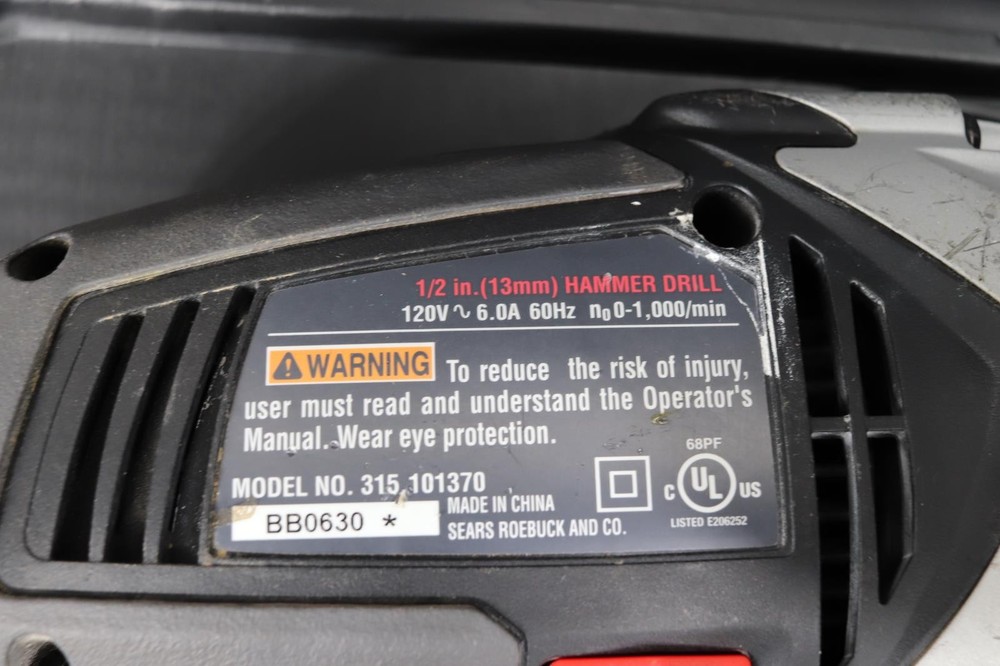 1/2 in.(13mm) HAMMER DRILL
120V ∿ 6.0A 60Hz n₀ 0-1,000/min
⚠ WARNING To reduce the risk of injury,
user must read and understand the Operator's
Manual. Wear eye protection.
MODEL NO. 315.101370
BB0630 *
MADE IN CHINA
SEARS ROEBUCK AND CO.
68PF
C UL US
LISTED E206252